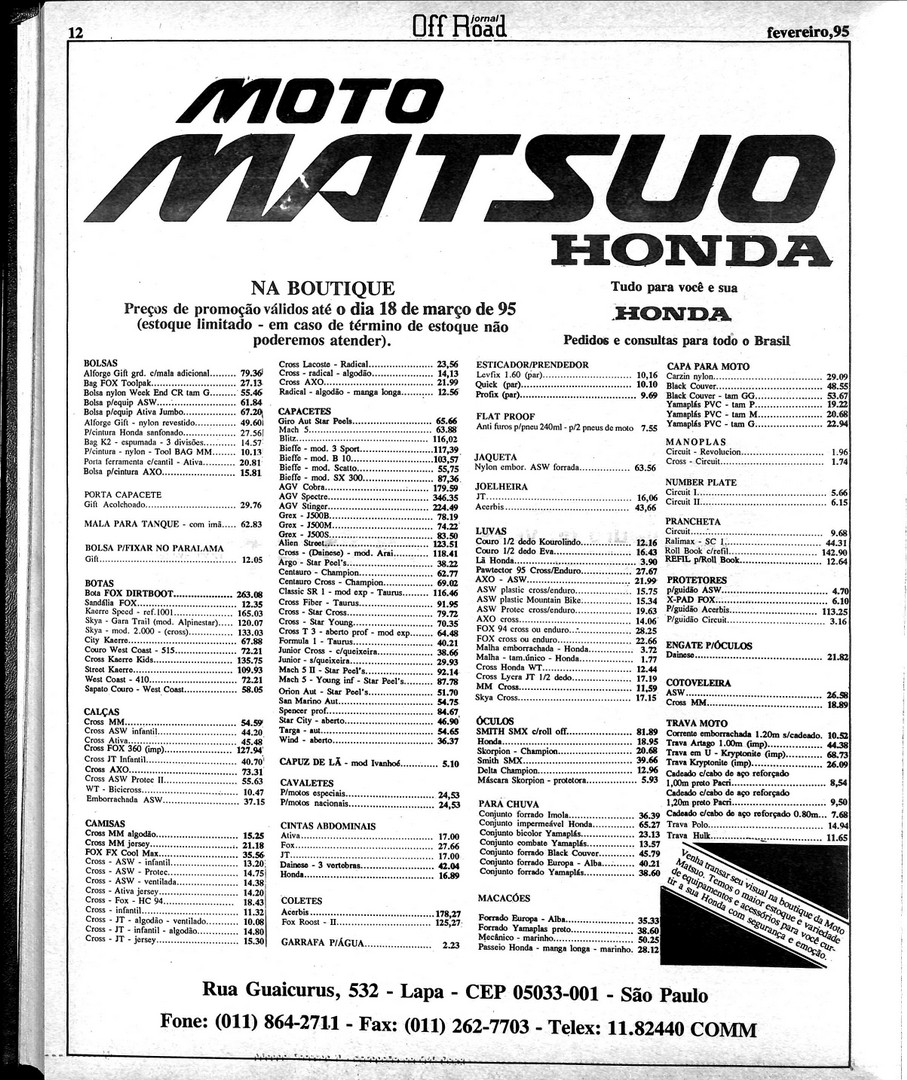 12
Off Road
jornal
fevereiro,95
MOTO
MATSUO
HONDA
NA BOUTIQUE
Preços de promoção válidos até o dia 18 de março de 95
(estoque limitado - em caso de término de estoque não
poderemos atender).
Tudo para você e sua
HONDA
Pedidos e consultas para todo o Brasil
BOLSAS
Alforge Gift grd. c/mala adicional........ 79.36
Bag FOX Toolpak........ 27.13
Bolsa nylon Week End CR tam G........ 55.46
Bolsa p/equip ASW........ 61.84
Bolsa p/equip Ativa Jumbo........ 67.20
Alforge Gift - nylon revestido........ 49.60
P/cintura Honda sanfonado........ 27.56
Bag K2 - espumada - 3 divisões........ 14.57
P/cintura - nylon - Tool BAG MM........ 10.13
Porta ferramenta c/cantil - Ativa........ 20.81
Bolsa p/cintura AXO........ 15.81
PORTA CAPACETE
Gift Acolchoado........ 29.76
MALA PARA TANQUE - com imã..... 62.83
BOLSA P/FIXAR NO PARALAMA
Gift........ 12.05
BOTAS
Bota FOX DIRTBOOT........ 263.08
Sandália FOX........ 12.35
Kaerre Speed - ref.1001........ 165.03
Skya - Gara Trail (mod. Alpinestar)........ 120.07
Skya - mod. 2.000 - (cross)........ 133.03
City Kaerre........ 67.88
Couro West Coast - 515........ 72.21
Cross Kaerre Kids........ 135.75
Street Kaerre........ 109.93
West Coast - 410........ 72.21
Sapato Couro - West Coast........ 58.05
CALÇAS
Cross MM........ 54.59
Cross ASW infantil........ 44.20
Cross Ativa........ 45.48
Cross FOX 360 (imp)........ 127.94
Cross JT Infantil........ 40.70
Cross AXO........ 73.31
Cross ASW Protec II........ 55.63
WT - Bicicross........ 10.47
Emborrachada ASW........ 37.15
CAMISAS
Cross MM algodão........ 15.25
Cross MM jersey........ 21.18
FOX FX Cool Max........ 35.56
Cross - ASW - infantil........ 13.20
Cross - ASW - Protec........ 14.75
Cross - ASW - ventilada........ 14.38
Cross - Ativa jersey........ 14.20
Cross - Fox - HC 94........ 18.43
Cross - infantil........ 11.32
Cross - JT - algodão - ventilado........ 10.08
Cross - JT - infantil - algodão........ 14.80
Cross - JT - jersey........ 15.30
Cross Lacoste - Radical........ 23,56
Cross - radical - algodão........ 14,13
Cross AXO........ 21.99
Radical - algodão - manga longa........ 12.56
CAPACETES
Giro Aut Star Peels........ 65.66
Mach 5........ 63.88
Blitz........ 116,02
Bieffe - mod. 3 Sport........ 117,39
Bieffe - mod. B 10........ 103,57
Bieffe - mod. Scatto........ 55,75
Bieffe - mod. SX 300........ 87,36
AGV Cobra........ 179.59
AGV Spectre........ 346.35
AGV Stinger........ 224.49
Grex - J500B........ 78.19
Grex - J500M........ 74.22
Grex - J500S........ 83.50
Alien Street........ 123.51
Cross - (Dainese) - mod. Arai........ 118.41
Argo - Star Peel's........ 38.22
Centauro - Champion........ 62.77
Centauro Cross - Champion........ 69.02
Classic SR 1 - mod exp - Taurus........ 116.46
Cross Fiber - Taurus........ 91.95
Cross - Star Cross........ 79.72
Cross - Star Young........ 70.35
Cross T 3 - aberto prof - mod exp........ 64.48
Formula 1 - Taurus........ 40.21
Junior Cross - c/queixeira........ 38.66
Junior - s/queixeira........ 29.93
Mach 5 II - Star Peel's........ 92.14
Mach 5 - Young inf - Star Peel's........ 87.78
Orion Aut - Star Peel's........ 51.70
San Marino Aut........ 54.75
Spencer prof........ 84.67
Star City - aberto........ 46.90
Targa - aut........ 54.65
Wind - aberto........ 36.37
CAPUZ DE LÃ - mod Ivanhoé........ 5.10
CAVALETES
P/motos especiais........ 24,53
P/motos nacionais........ 24,53
CINTAS ABDOMINAIS
Ativa........ 17.00
Fox........ 27.66
JT........ 17.00
Dainese - 3 vertebras........ 42.04
Honda........ 16.89
COLETES
Acerbis........ 178,27
Fox Roost - II........ 125,27
GARRAFA P/ÁGUA........ 2.23
ESTICADOR/PRENDEDOR
Levfix 1.60 (par)........ 10,16
Quick (par)........ 10.10
Profix (par)........ 9.69
FLAT PROOF
Anti furos p/pneu 240ml - p/2 pneus de moto 7.55
JAQUETA
Nylon embor. ASW forrada........ 63.56
JOELHEIRA
JT........ 16,06
Acerbis........ 43,66
LUVAS
Couro 1/2 dedo Kourolindo........ 12.16
Couro 1/2 dedo Eva........ 16.43
Lã Honda........ 3.90
Pawtector 95 Cross/Enduro........ 27.67
AXO - ASW........ 21.99
ASW plastic cross/enduro........ 15.75
ASW plastic Mountain Bike........ 15.34
ASW Protec cross/enduro........ 19.63
AXO cross........ 14.06
FOX 94 cross ou enduro........ 28.25
FOX cross ou enduro........ 22.66
Malha emborrachada - Honda........ 3.72
Malha - tam.único - Honda........ 1.77
Cross Honda WT........ 12.44
Cross Lycra JT 1/2 dedo........ 17.19
MM Cross........ 11,59
Skya Cross........ 17.15
ÓCULOS
SMITH SMX c/roll off........ 81.89
Honda........ 18.95
Skorpion - Champion........ 20.68
Smith SMX........ 39.66
Delta Champion........ 12.96
Máscara Skorpion - protetora........ 5.93
PARA CHUVA
Conjunto forrado Imola........ 36.39
Conjunto impermeável Honda........ 65.27
Conjunto bicolor Yamaplás........ 23.13
Conjunto combate Yamaplás........ 13.57
Conjunto forrado Black Couver........ 45.79
Conjunto forrado Europa - Alba........ 40.21
Conjunto forrado Yamaplás........ 38.60
MACACÓES
Forrado Europa - Alba........ 35.33
Forrado Yamaplas preto........ 38.60
Mecânico - marinho........ 50.25
Passeio Honda - manga longa - marinho. 28.12
CAPA PARA MOTO
Carzin nylon........ 29.09
Black Couver........ 48.55
Black Couver - tam GG........ 53.67
Yamaplás PVC - tam P........ 19.22
Yamaplás PVC - tam M........ 20.68
Yamaplás PVC - tam G........ 22.94
MANOPLAS
Circuit - Revolucion........ 1.96
Cross - Circuit........ 1.74
NUMBER PLATE
Circuit I........ 5.66
Circuit II........ 6.15
PRANCHETA
Circuit........ 9.68
Ralimax - SC I........ 44.31
Roll Book c/refil........ 142.90
REFIL p/Roll Book........ 12.64
PROTETORES
p/guidão ASW........ 4.70
X-PAD FOX........ 6.10
P/guidão Acerbis........ 113.25
P/guidão Circuit........ 3.16
ENGATE P/ÓCULOS
Dainese........ 21.82
COTOVELEIRA
ASW........ 26.58
Cross MM........ 18.89
TRAVA MOTO
Corrente emborrachada 1.20m s/cadeado. 10.52
Trava Artago 1.00m (imp)........ 44.38
Trava em U - Kryptonite (imp)........ 68.73
Trava Kryptonite (imp)........ 26.09
Cadeado c/cabo de aço reforçado
1,00m preto Pacri........ 8,54
Cadeado c/cabo de aço reforçado
1,20m preto Pacri........ 9,50
Cadeado c/cabo de aço reforçado 0.80m... 7.68
Trava Polo........ 14.94
Trava Hulk........ 11.65
Venha transar seu visual na boutique da Moto
Matsuo. Temos o maior estoque e variedade
de equipamentos e acessórios para você cur-
tir a sua Honda com segurança e emoção.
Rua Guaicurus, 532 - Lapa - CEP 05033-001 - São Paulo
Fone: (011) 864-2711 - Fax: (011) 262-7703 - Telex: 11.82440 COMM